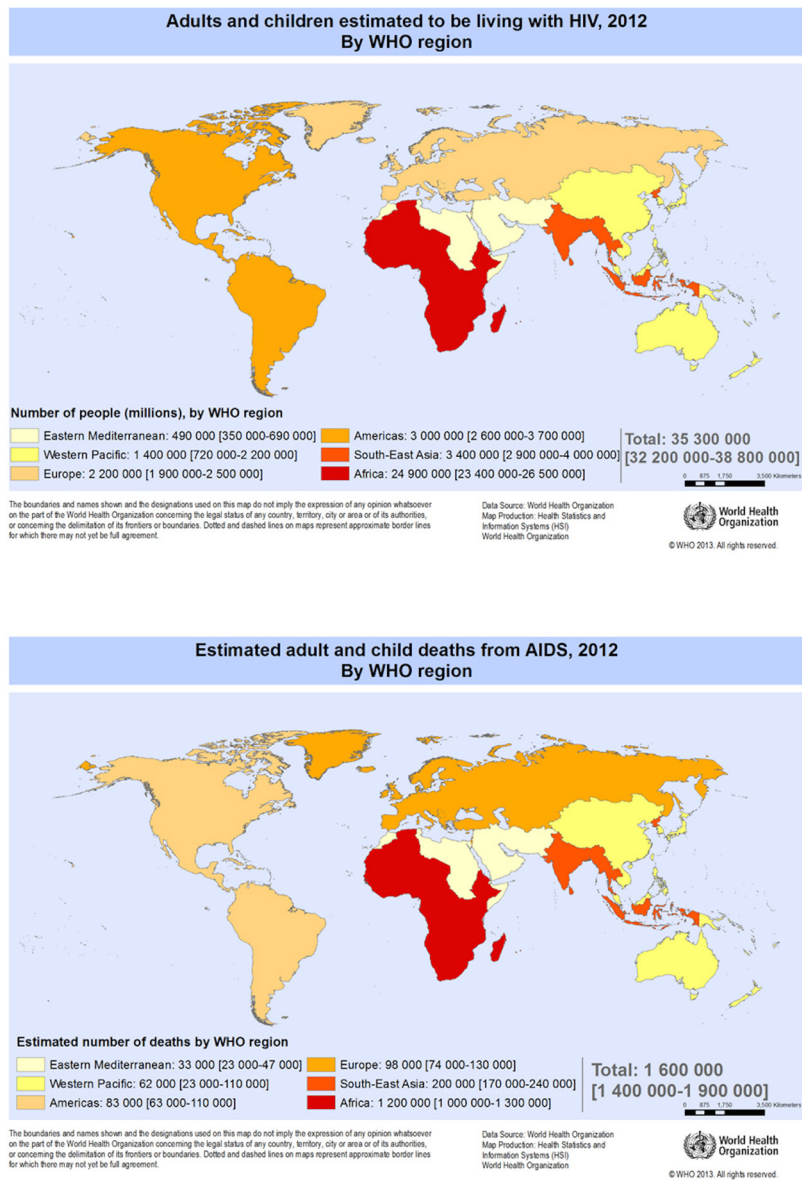 Adults and children estimated to be living with HIV, 2012
By WHO region
Number of people (millions), by WHO region
Eastern Mediterranean: 490 000 [350 000-690 000]
Western Pacific: 1 400 000 [720 000-2 200 000]
Europe: 2 200 000 [1 900 000-2 500 000]
Americas: 3 000 000 [2 600 000-3 700 000]
South-East Asia: 3 400 000 [2 900 000-4 000 000]
Africa: 24 900 000 [23 400 000-26 500 000]
Total: 35 300 000
[32 200 000-38 800 000]
0 875 1,750 3,500 Kilometers
The boundaries and names shown and the designations used on this map do not imply the expression of any opinion whatsoever
on the part of the World Health Organization concerning the legal status of any country, territory, city or area or of its authorities,
or concerning the delimitation of its frontiers or boundaries. Dotted and dashed lines on maps represent approximate border lines
for which there may not yet be full agreement.
Data Source: World Health Organization
Map Production: Health Statistics and
Information Systems (HSI)
World Health Organization
World Health
Organization
© WHO 2013. All rights reserved.
Estimated adult and child deaths from AIDS, 2012
By WHO region
Estimated number of deaths by WHO region
Eastern Mediterranean: 33 000 [23 000-47 000]
Western Pacific: 62 000 [23 000-110 000]
Americas: 83 000 [63 000-110 000]
Europe: 98 000 [74 000-130 000]
South-East Asia: 200 000 [170 000-240 000]
Africa: 1 200 000 [1 000 000-1 300 000]
Total: 1 600 000
[1 400 000-1 900 000]
0 875 1,750 3,500 Kilometers
The boundaries and names shown and the designations used on this map do not imply the expression of any opinion whatsoever
on the part of the World Health Organization concerning the legal status of any country, territory, city or area or of its authorities,
or concerning the delimitation of its frontiers or boundaries. Dotted and dashed lines on maps represent approximate border lines
for which there may not yet be full agreement.
Data Source: World Health Organization
Map Production: Health Statistics and
Information Systems (HSI)
World Health Organization
World Health
Organization
© WHO 2013. All rights reserved.